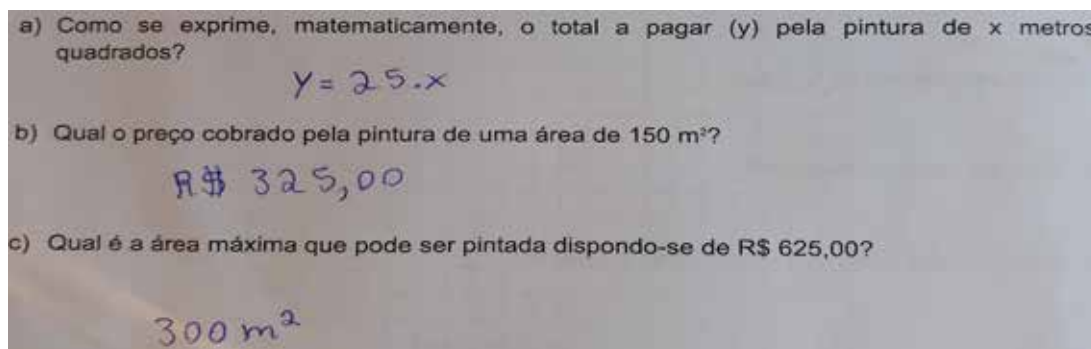 a) Como se exprime, matematicamente, o total a pagar (y) pela pintura de x metros
quadrados?
y = 25.x
b) Qual o preço cobrado pela pintura de uma área de 150 m²?
R$ 325,00
c) Qual é a área máxima que pode ser pintada dispondo-se de R$ 625,00?
300 m²